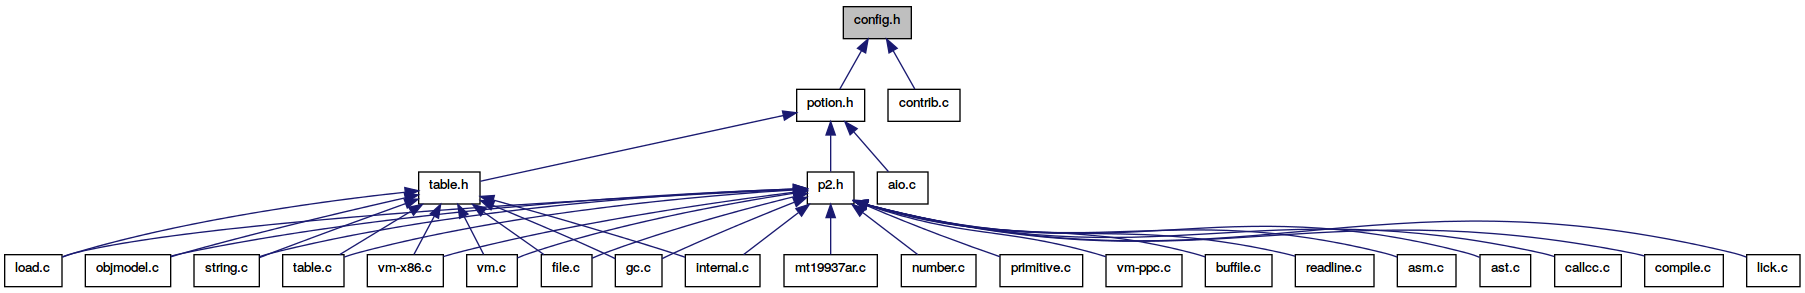 config.h
potion.h
contrib.c
table.h
p2.h
aio.c
load.c
objmodel.c
string.c
table.c
vm-x86.c
vm.c
file.c
gc.c
internal.c
mt19937ar.c
number.c
primitive.c
vm-ppc.c
buffile.c
readline.c
asm.c
ast.c
callcc.c
compile.c
lick.c